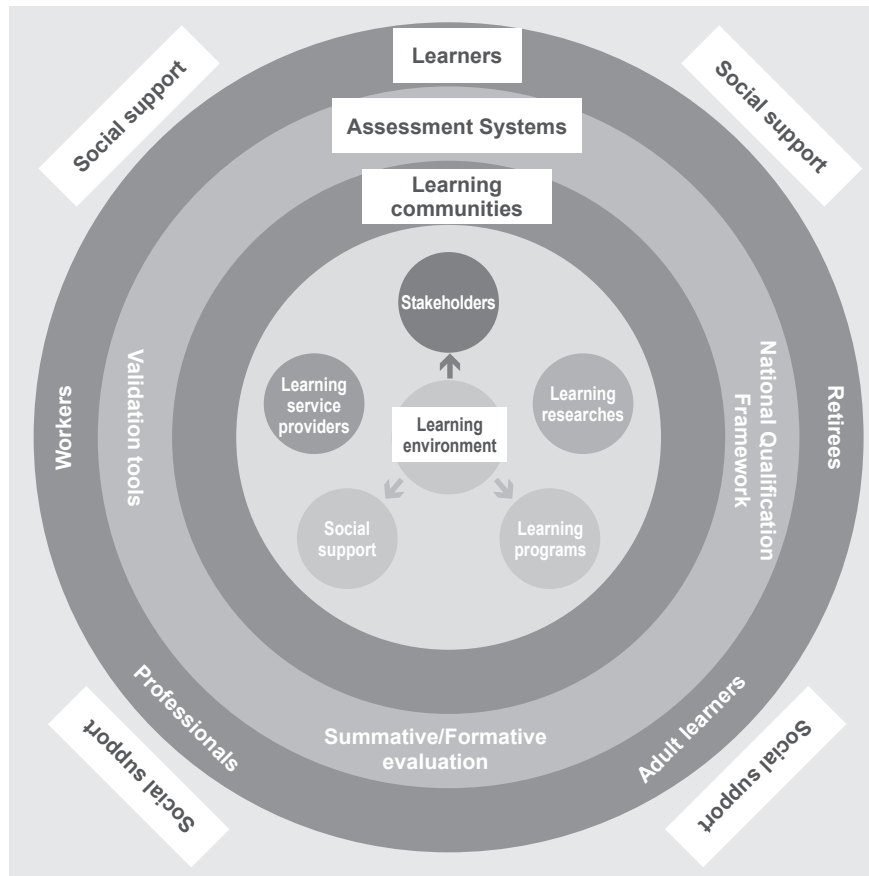 Social support
Learners
Social support
Assessment Systems
Learning
communities
Stakeholders
Learning
service
providers
Learning
researches
Learning
environment
Social
support
Learning
programs
Workers
Validation tools
National Qualification
Framework
Retirees
Professionals
Summative/Formative
evaluation
Adult learners
Social support
Social support